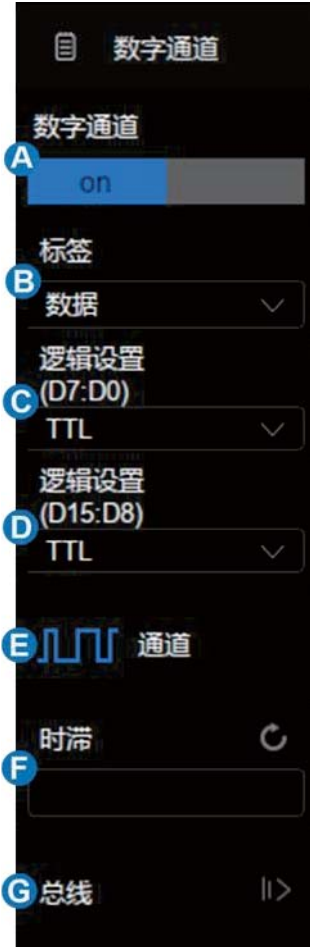 数字通道
数字通道
A
on
标签
B
数据
逻辑设置
C (D7:D0)
TTL
逻辑设置
D (D15:D8)
TTL
E 通道
时滞
F
G 总线